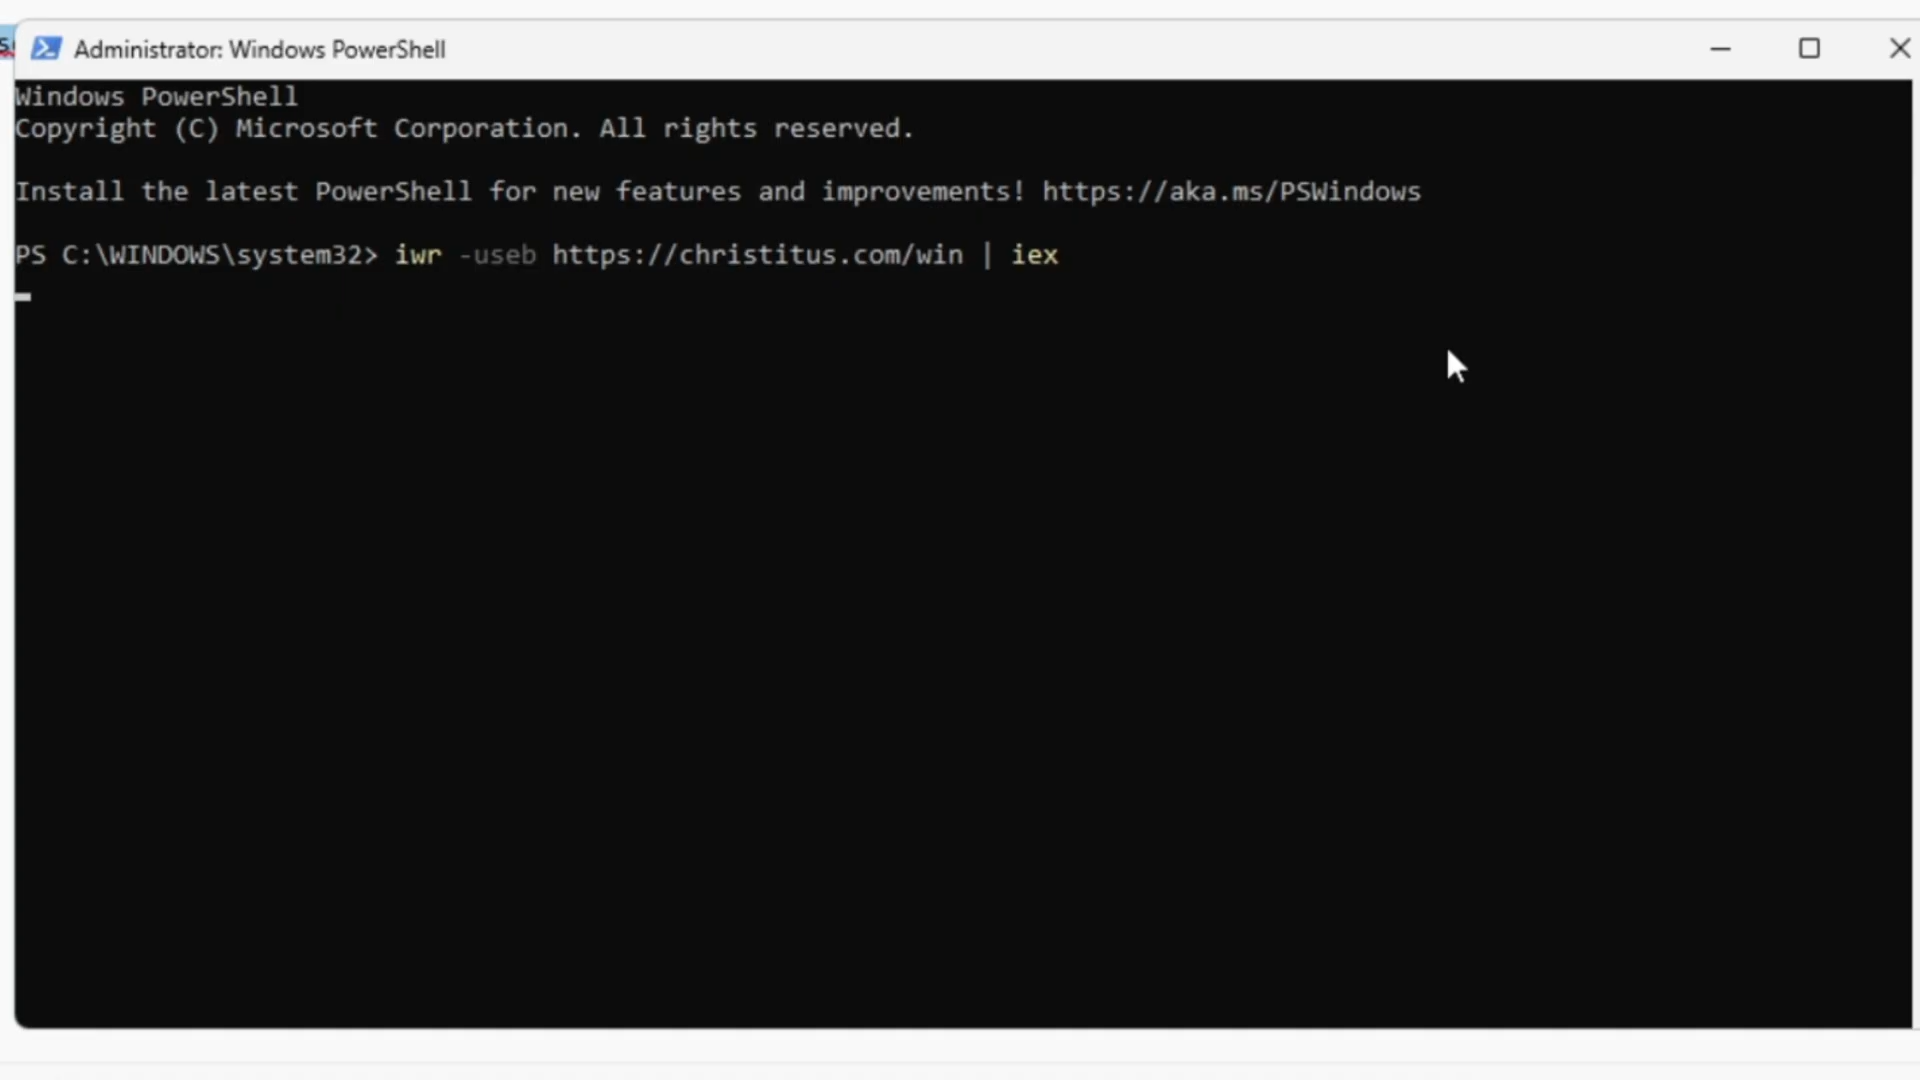 Administrator: Windows PowerShell
Windows PowerShell
Copyright (C) Microsoft Corporation. All rights reserved.
Install the latest PowerShell for new features and improvements! https://aka.ms/PSWindows
PS C:\WINDOWS\system32> iwr -useb https://christitus.com/win | iex